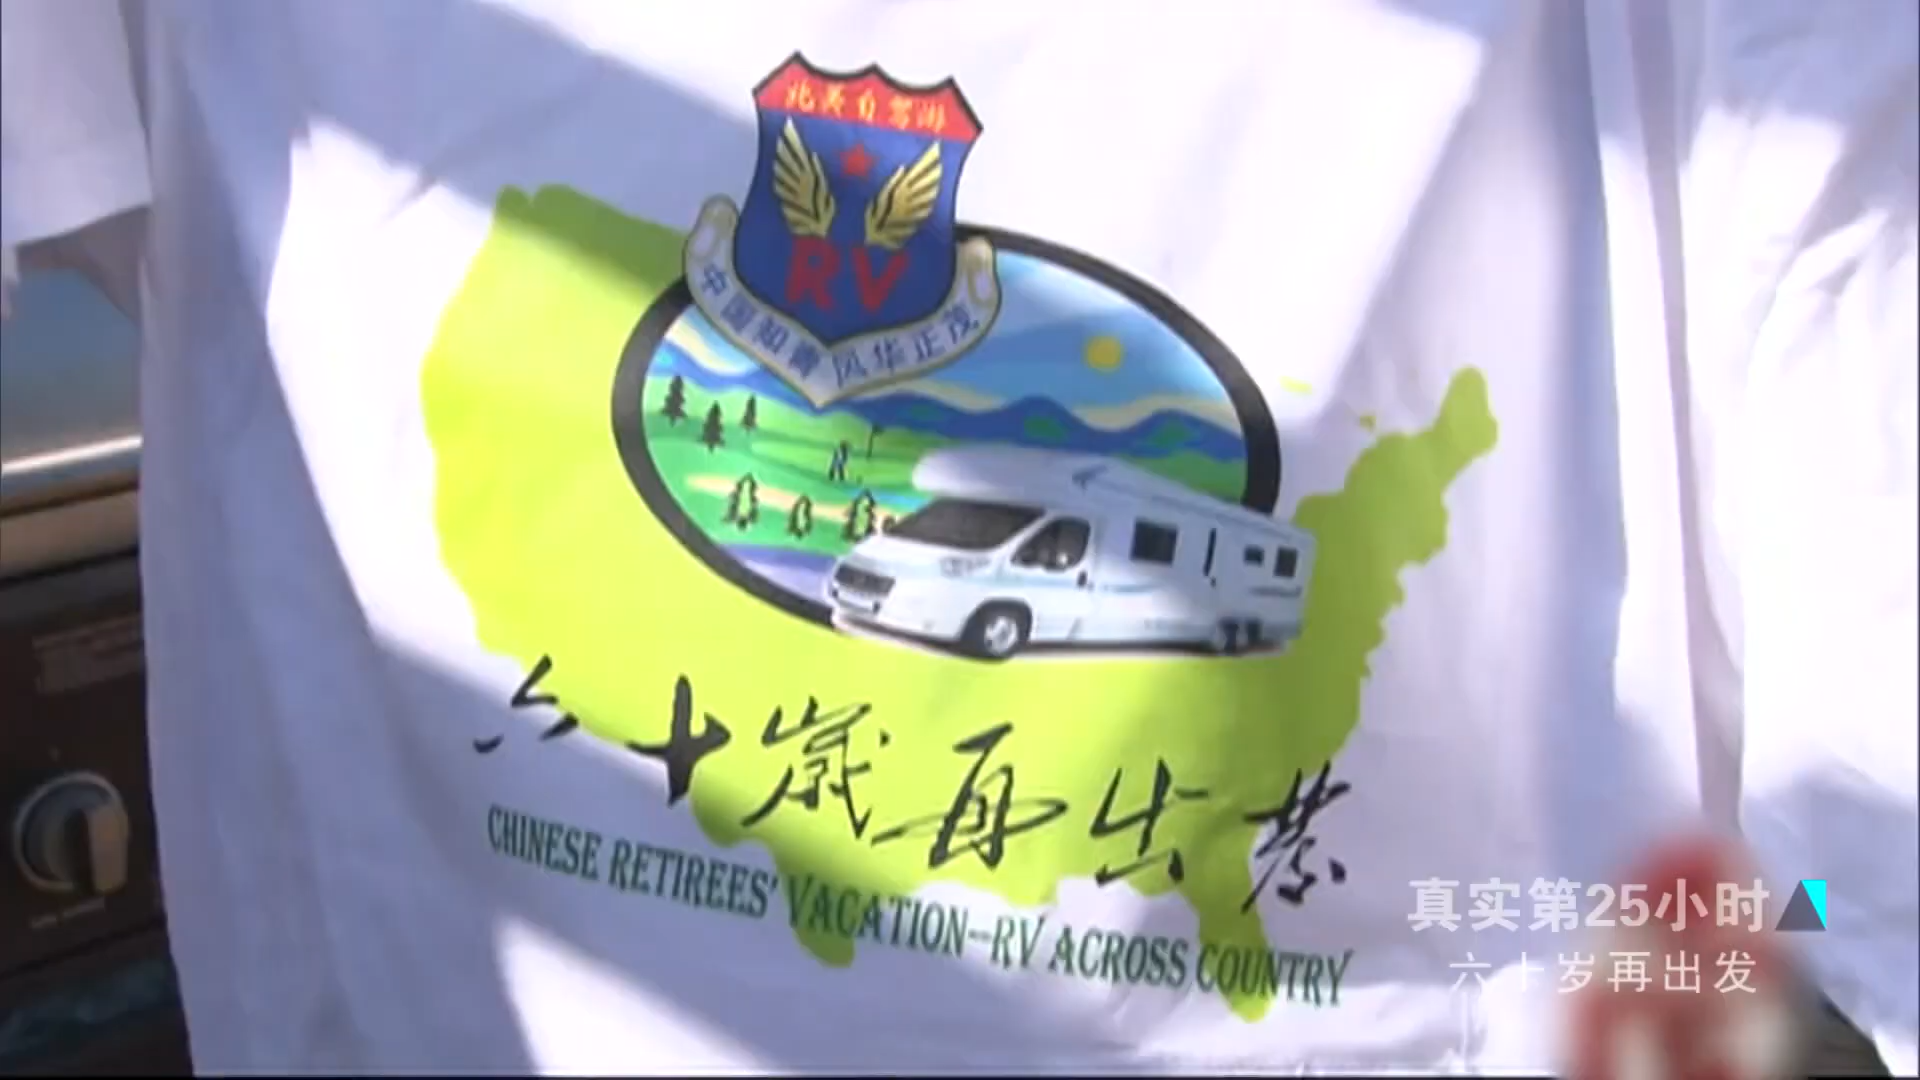 北美自驾游
RV
中国知青风华正茂
六十歲再出发
CHINESE RETIREES' VACATION--RV ACROSS COUNTRY
真实第25小时
六十岁再出发